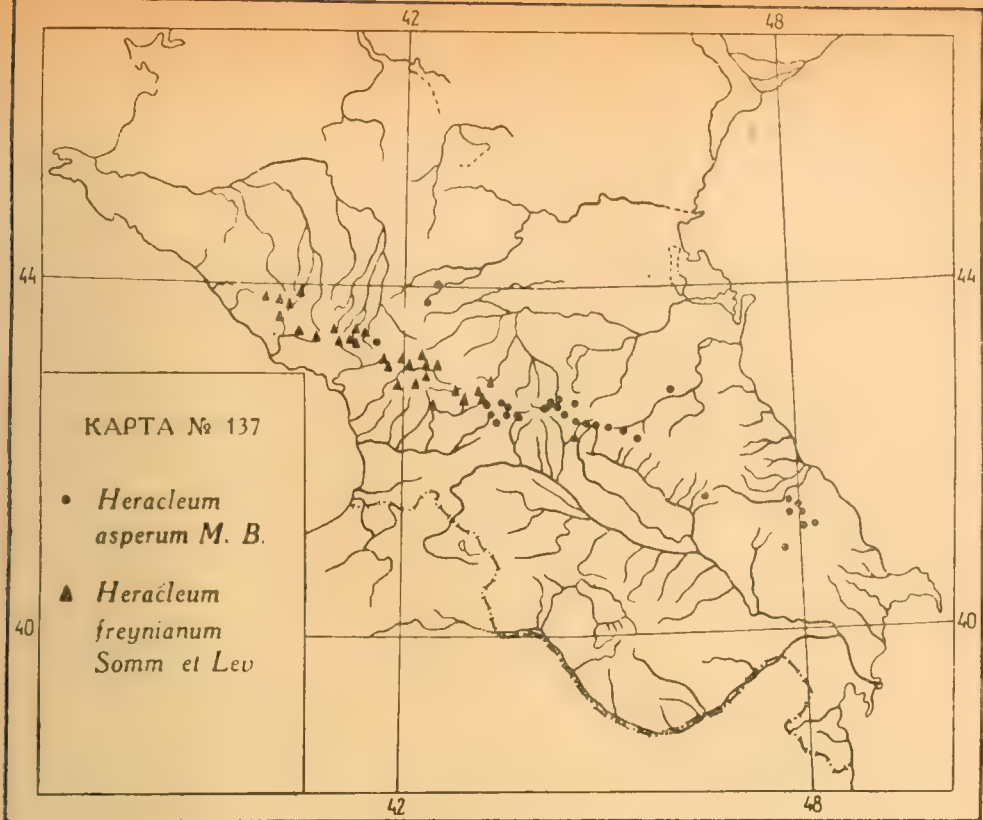 42 48
44 44
КАРТА № 137
Heracleum
asperum M. B.
Heracleum
freynianum
Somm et Lev
40 40
42 48